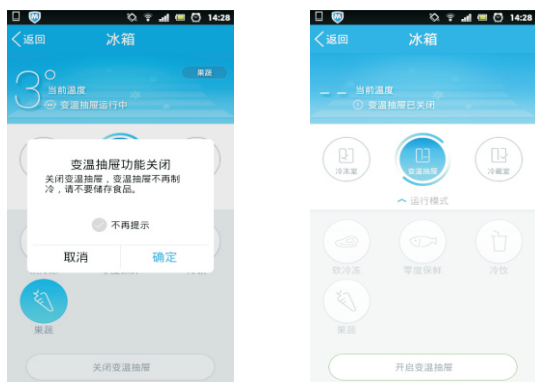 14:28
返回
冰箱
3°
果蔬
当前温度
变温抽屉运行中
变温抽屉功能关闭
关闭变温抽屉，变温抽屉不再制
冷，请不要储存食品。
不再提示
取消
确定
果蔬
关闭变温抽屉
14:28
返回
冰箱
－－
当前温度
变温抽屉已关闭
冷冻室
变温抽屉
冷藏室
运行模式
软冷冻
零度保鲜
冷饮
果蔬
开启变温抽屉